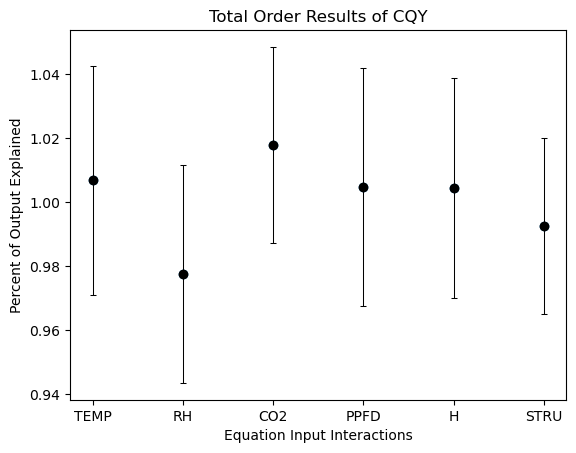 Total Order Results of CQY
Percent of Output Explained
1.04
1.02
1.00
0.98
0.96
0.94
TEMP RH CO2 PPFD H STRU
Equation Input Interactions